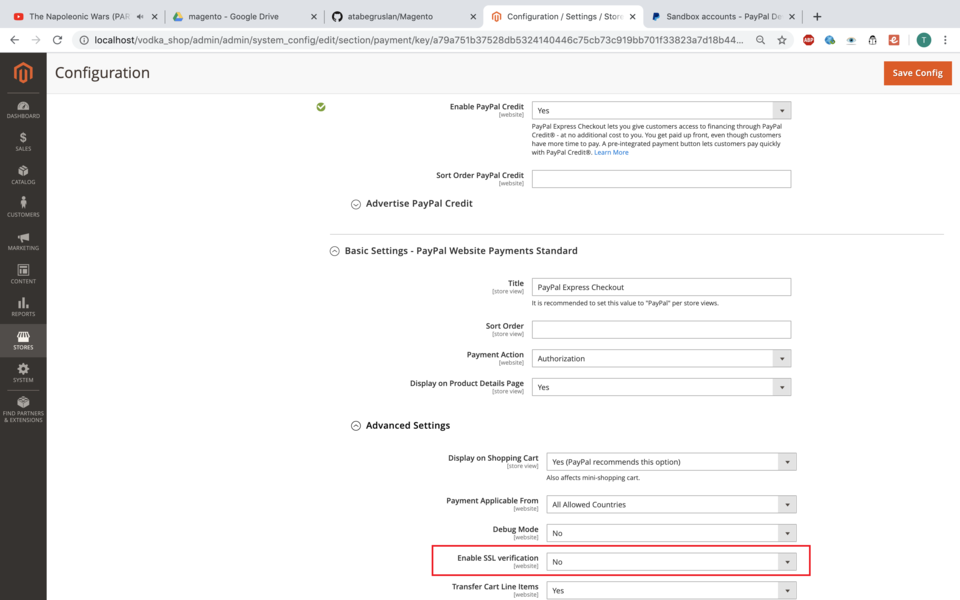 The Napoleonic Wars (PAR
magento - Google Drive
atabegruslan/Magento
Configuration / Settings / Store
Sandbox accounts - PayPal De
localhost/vodka_shop/admin/admin/system_config/edit/section/payment/key/a79a751b37528db5324140446c75cb73c919bb701f33823a7d18b44...
ABP
T
Configuration
Save Config
DASHBOARD
SALES
CATALOG
CUSTOMERS
MARKETING
CONTENT
REPORTS
STORES
SYSTEM
FIND PARTNERS
& EXTENSIONS
Enable PayPal Credit
[website]
Yes
PayPal Express Checkout lets you give customers access to financing through PayPal
Credit® - at no additional cost to you. You get paid up front, even though customers
have more time to pay. A pre-integrated payment button lets customers pay quickly
with PayPal Credit®. Learn More
Sort Order PayPal Credit
[website]
Advertise PayPal Credit
Basic Settings - PayPal Website Payments Standard
Title
[store view]
PayPal Express Checkout
It is recommended to set this value to "PayPal" per store views.
Sort Order
[store view]
Payment Action
[website]
Authorization
Display on Product Details Page
[store view]
Yes
Advanced Settings
Display on Shopping Cart
[store view]
Yes (PayPal recommends this option)
Also affects mini-shopping cart.
Payment Applicable From
[website]
All Allowed Countries
Debug Mode
[website]
No
Enable SSL verification
[website]
No
Transfer Cart Line Items
[website]
Yes